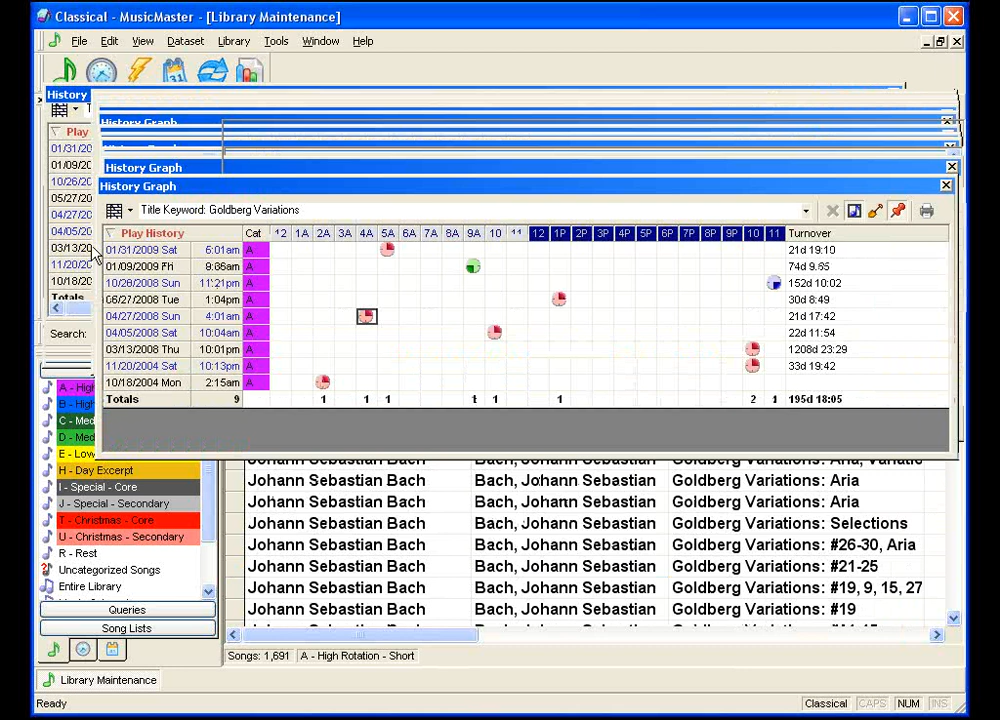 Classical - MusicMaster - [Library Maintenance]
File Edit View Dataset Library Tools Window Help
History
History Graph
History Graph
History Graph
Title Keyword: Goldberg Variations
Play
01/31/20
01/09/20
10/26/20
05/27/20
04/27/20
04/05/20
03/13/20
11/20/20
10/18/20
Totals
Play History Cat 12 1A 2A 3A 4A 5A 6A 7A 8A 9A 10 11 12 1P 2P 3P 4P 5P 6P 7P 8P 9P 10 11 Turnover
01/31/2009 Sat 5:01am A 21d 19:10
01/09/2009 Fri A 74d
Sun 11:21pm A 152d 10:02
Tue 1:04pm A 30d 8:49
04/27/2008 Sun 4:01am A 21d 17:42
04/05/2008 Sat 10:04am A 22d 11:54
03/13/2008 Thu 10:01pm A 1208d 23:29
11/20/2004 Sat 10:13pm A 33d 19:42
10/18/2004 Mon 2:15am A
Totals 9 1 1 1 1 1 1 2 1 195d 18:05
Search:
A - High
B - High
C - Med
D - Med
E - Low
H - Day Excerpt
I - Special - Core
J - Special - Secondary
T - Christmas - Core
U - Christmas - Secondary
R - Rest
Uncategorized Songs
Entire Library
Queries
Song Lists
Johann Sebastian Bach Bach, Johann Sebastian Goldberg Variations: Aria, Variatio
Johann Sebastian Bach Bach, Johann Sebastian Goldberg Variations: Aria
Johann Sebastian Bach Bach, Johann Sebastian Goldberg Variations: Aria
Johann Sebastian Bach Bach, Johann Sebastian Goldberg Variations: Selections
Johann Sebastian Bach Bach, Johann Sebastian Goldberg Variations: #26-30, Aria
Johann Sebastian Bach Bach, Johann Sebastian Goldberg Variations: #21-25
Johann Sebastian Bach Bach, Johann Sebastian Goldberg Variations: #19, 9, 15, 27
Johann Sebastian Bach Bach, Johann Sebastian Goldberg Variations: #19
Songs: 1,691 A - High Rotation - Short
Library Maintenance
Ready Classical CAPS NUM INS